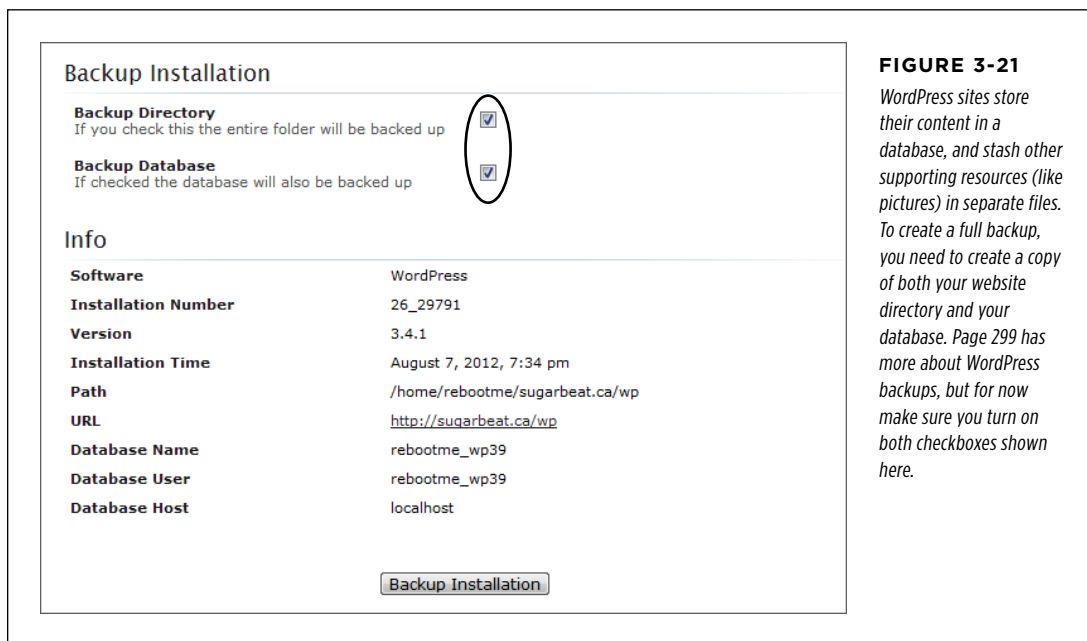 Backup Installation
Backup Directory
If you check this the entire folder will be backed up
Backup Database
If checked the database will also be backed up
Info
Software WordPress
Installation Number 26_29791
Version 3.4.1
Installation Time August 7, 2012, 7:34 pm
Path /home/rebootme/sugarbeat.ca/wp
URL http://sugarbeat.ca/wp
Database Name rebootme_wp39
Database User rebootme_wp39
Database Host localhost
Backup Installation
FIGURE 3-21
WordPress sites store
their content in a
database, and stash other
supporting resources (like
pictures) in separate files.
To create a full backup,
you need to create a copy
of both your website
directory and your
database. Page 299 has
more about WordPress
backups, but for now
make sure you turn on
both checkboxes shown
here.